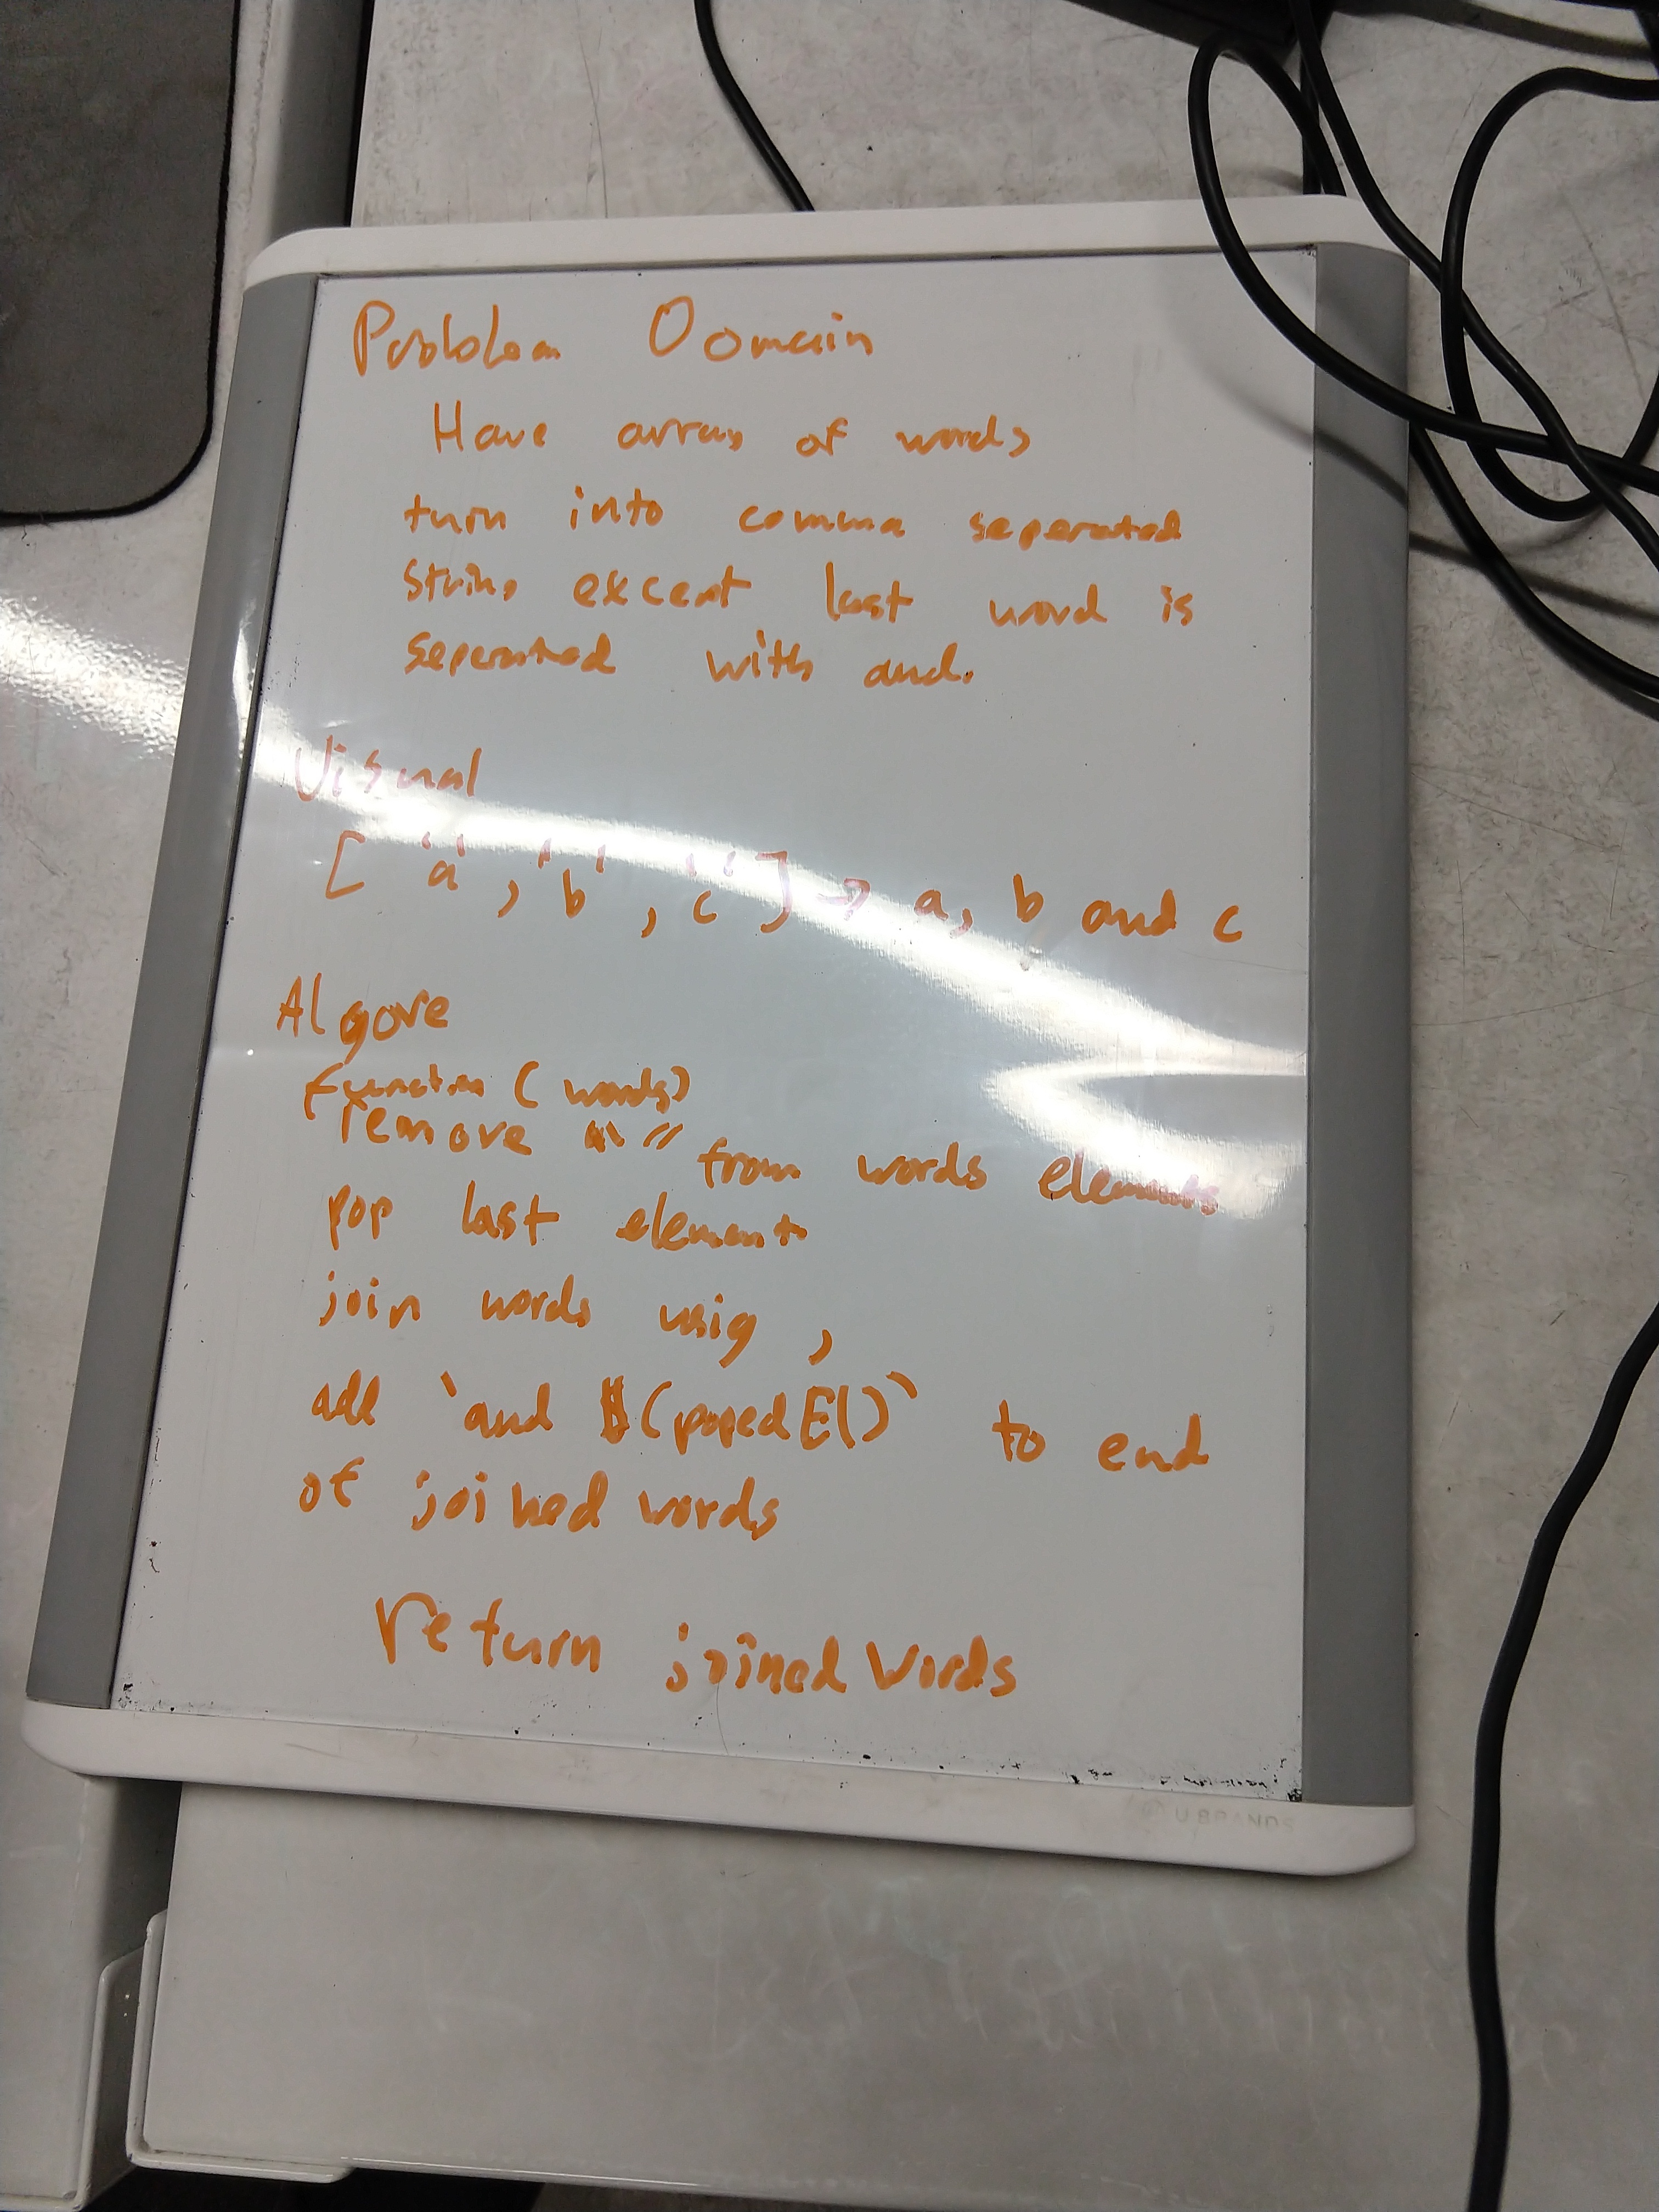 Problem Domain
Have array of words
turn into comma seperated
string except last word is
seperated with and.
Visual
[ 'a' , 'b' , 'c' ] → a, b and c
Algore
function ( words)
remove "" from words elements
pop last element
join words usig ,
add `and $(popedEl)` to end
of joined words
return joined Words
U BRANDS